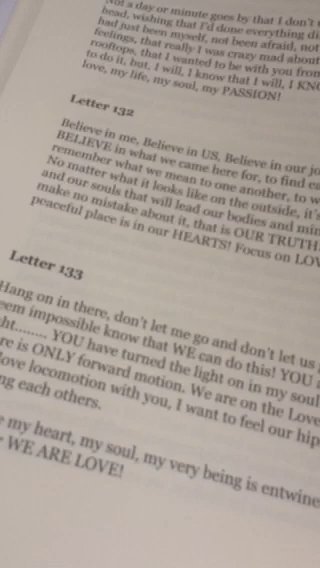 Not a day or minute goes by that I don't
head, wishing that I'd done everything di
had just been myself, not been afraid, not
feelings, that really I was crazy mad about
rooftops, that I wanted to be with you from
to do it, but, I will, I know that I will, I KNO
love, my life, my soul, my PASSION!
Letter 132
Believe in me, Believe in US, Believe in our jo
BELIEVE in what we came here for, to find ea
remember what we mean to one another, to w
No matter what it looks like on the outside, it's
and our souls that will lead our bodies and min
make no mistake about it, that is OUR TRUTH
peaceful place is in our HEARTS! Focus on LOV
Letter 133
Hang on in there, don't let me go and don't let us
eem impossible know that WE can do this! YOU a
ht........ YOU have turned the light on in my soul
re is ONLY forward motion. We are on the Love
love locomotion with you, I want to feel our hip
ng each others.
my heart, my soul, my very being is entwine
WE ARE LOVE!